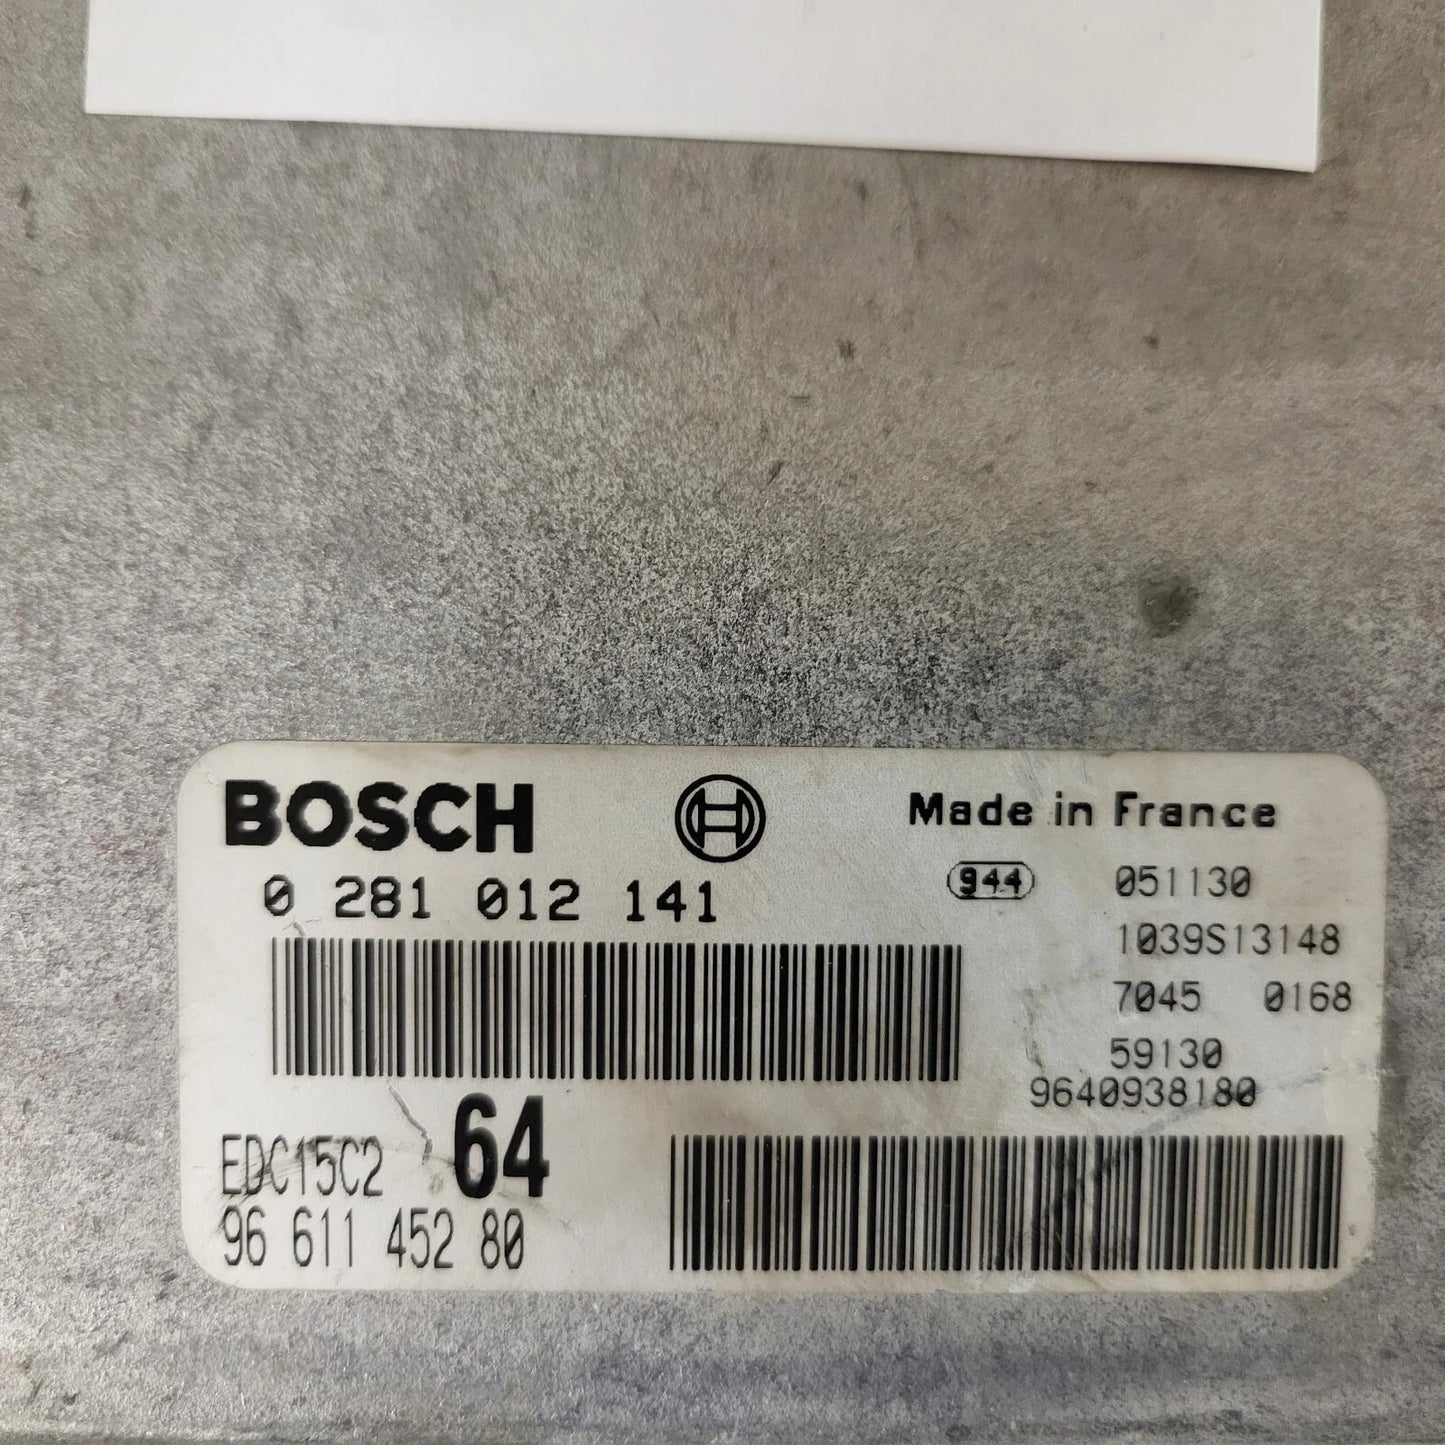 BOSCH
Made in France
0 281 012 141
944
051130
1039S13148
7045 0168
59130
9640938180
EDC15C2
64
96 611 452 80